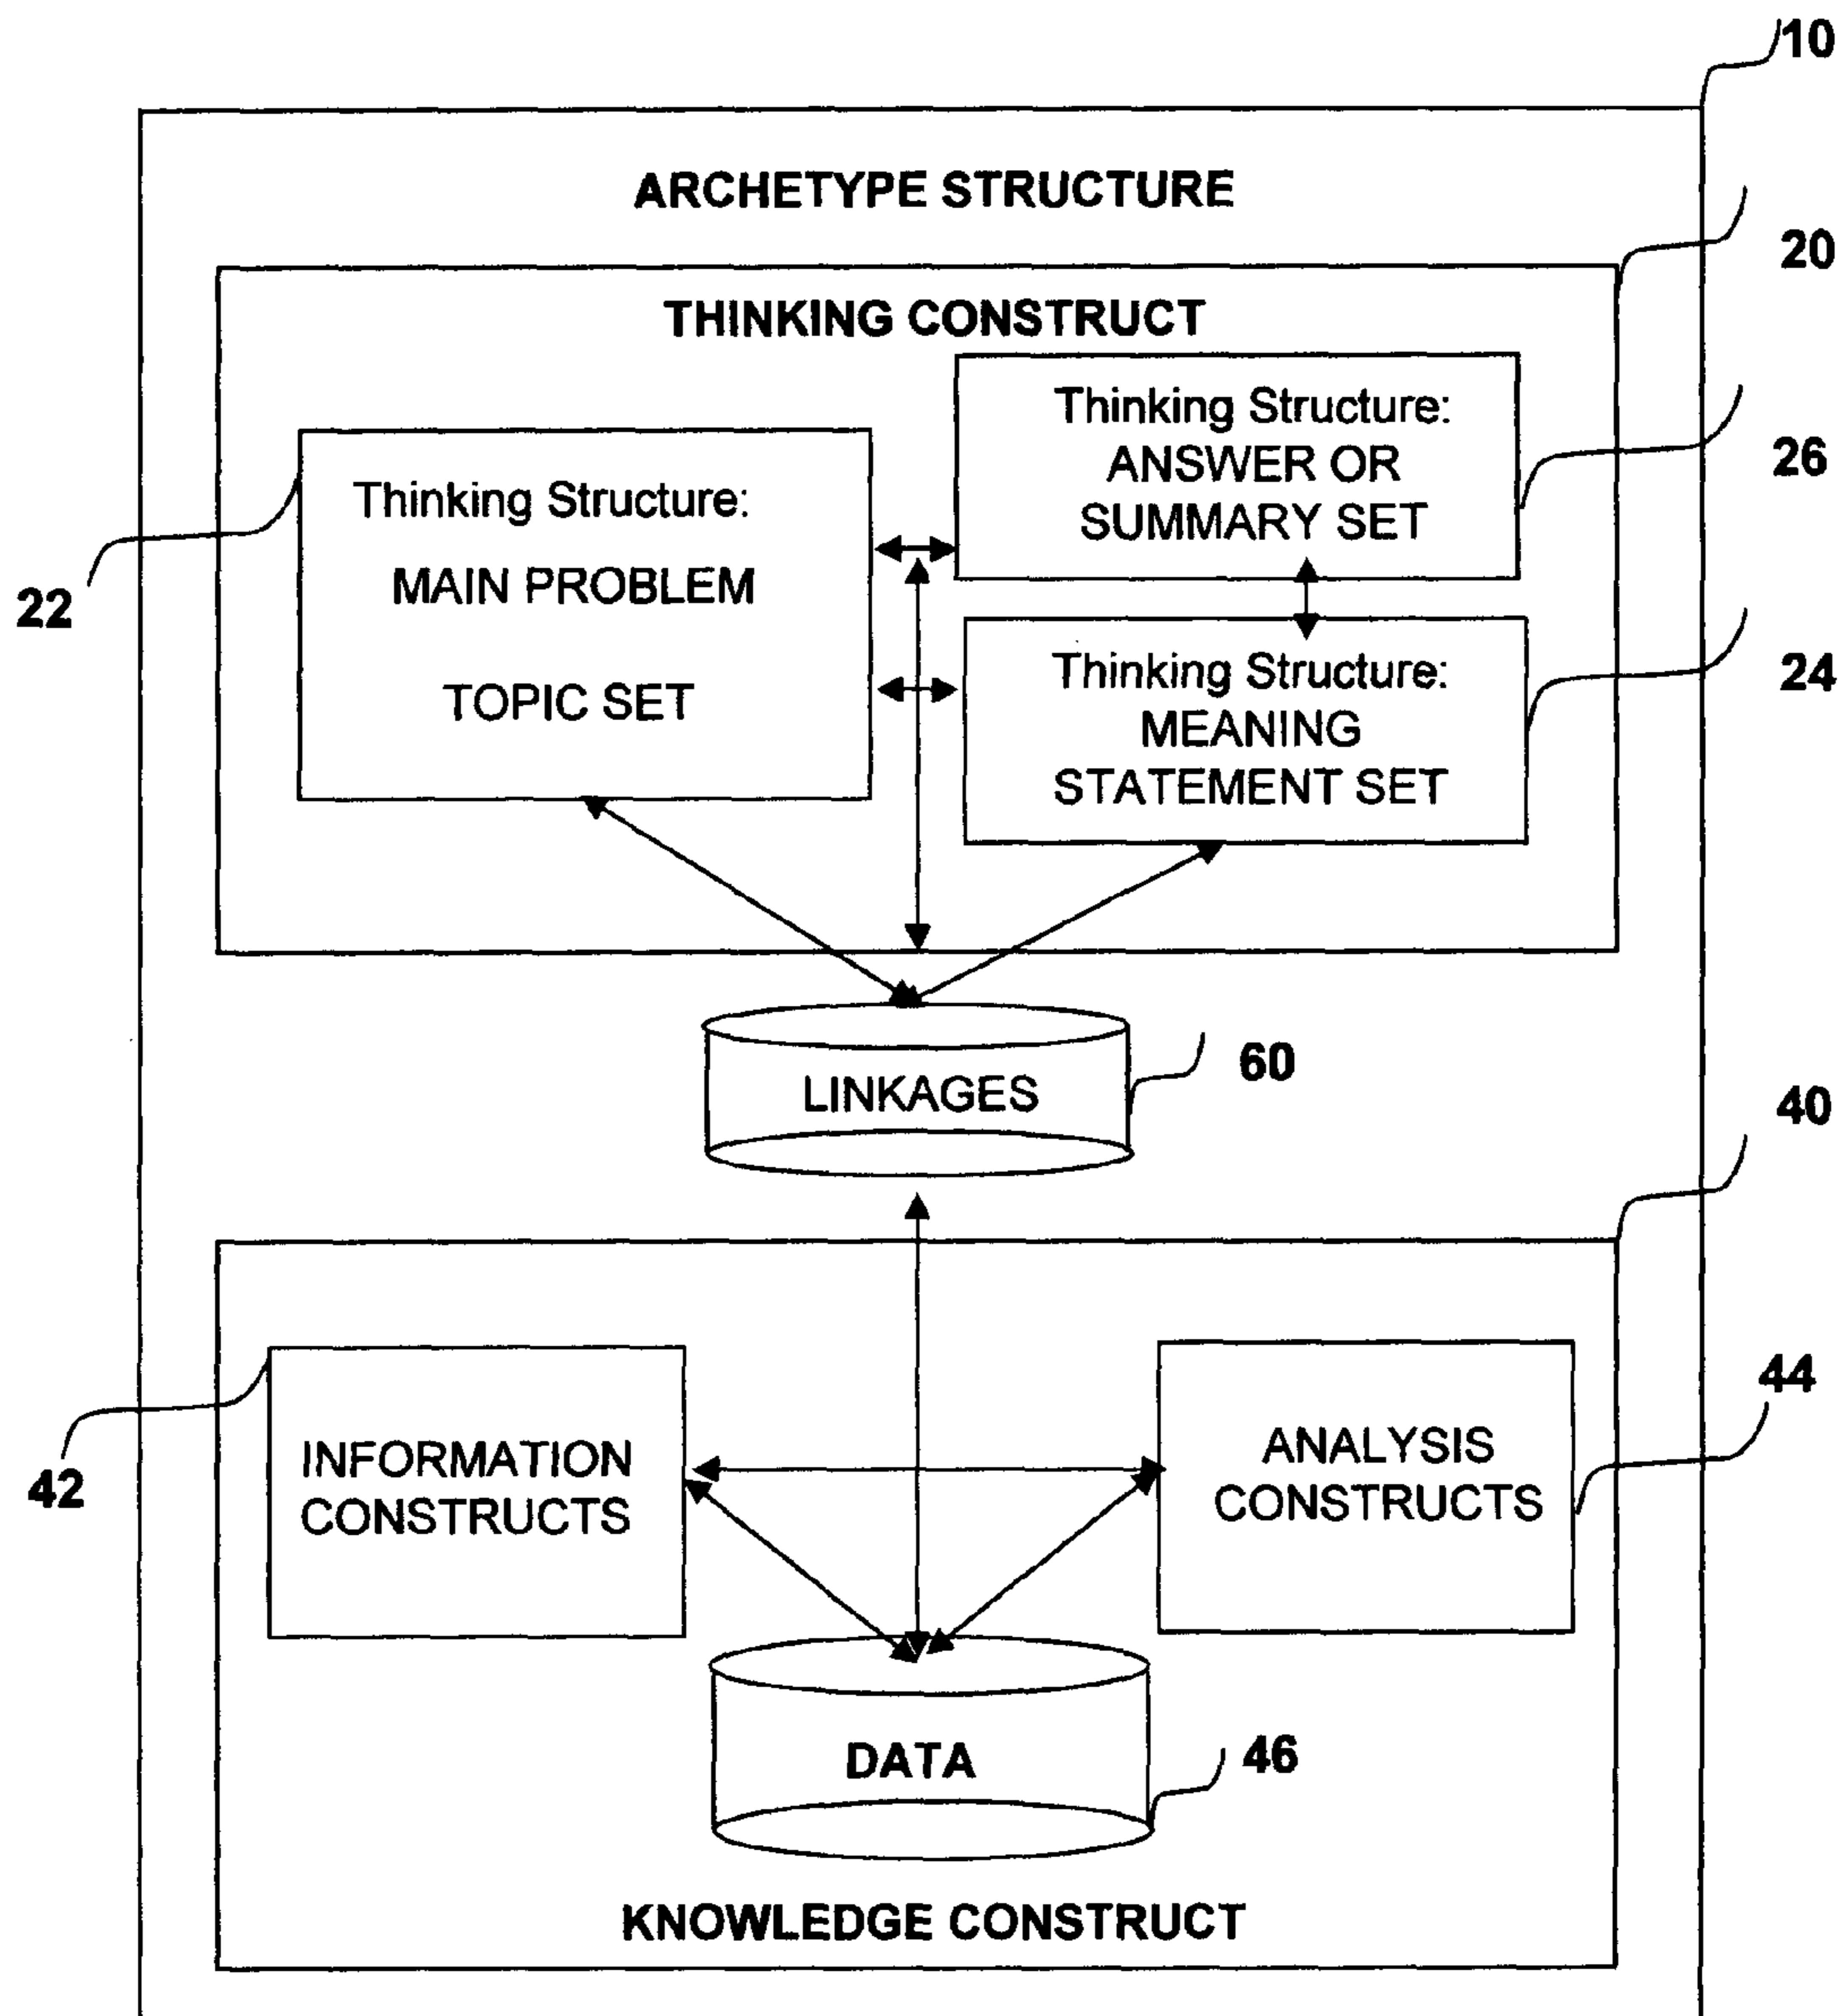 10
ARCHETYPE STRUCTURE
20
THINKING CONSTRUCT
Thinking Structure:
ANSWER OR
SUMMARY SET
26
Thinking Structure:
MAIN PROBLEM
TOPIC SET
22
Thinking Structure:
MEANING
STATEMENT SET
24
LINKAGES
60
40
INFORMATION
CONSTRUCTS
42
ANALYSIS
CONSTRUCTS
44
DATA
46
KNOWLEDGE CONSTRUCT